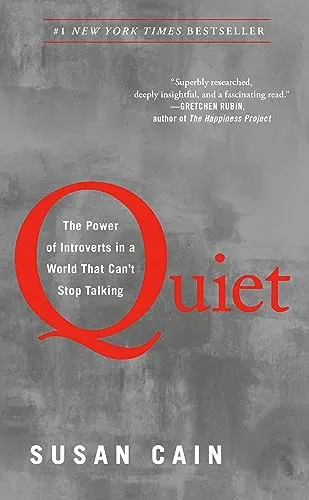 #1 NEW YORK TIMES BESTSELLER
“Superbly researched,
deeply insightful, and a fascinating read.”
—GRETCHEN RUBIN,
author of The Happiness Project
The Power
of Introverts in a
World That Can't
Stop Talking
Quiet
SUSAN CAIN